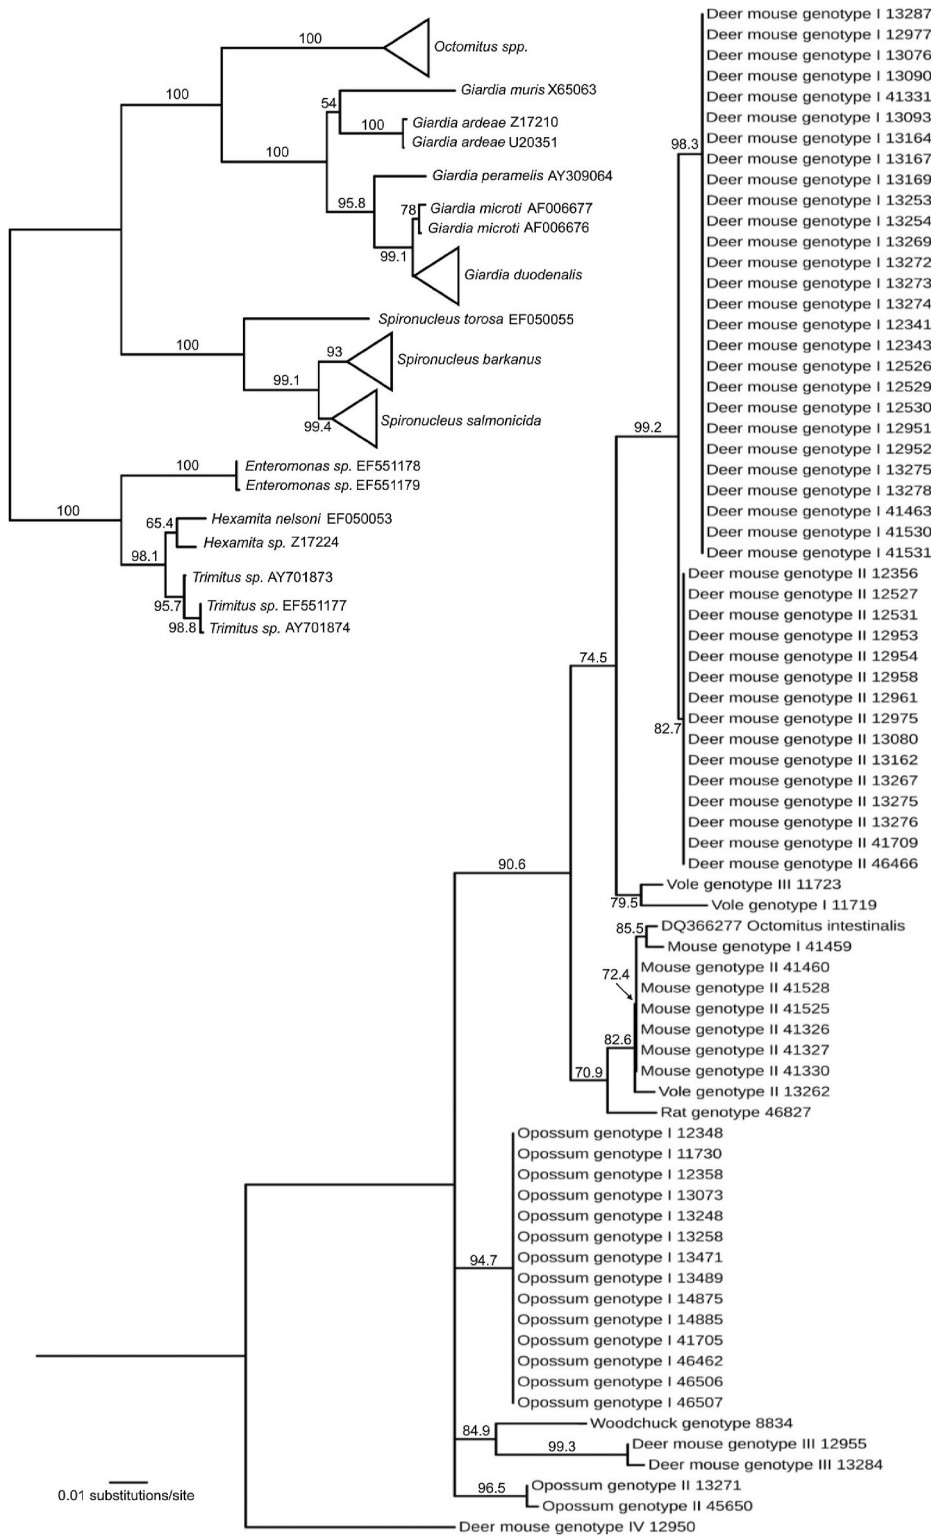 100
Octomitus spp.
100
Giardia muris X65063
54
100
Giardia ardeae Z17210
Giardia ardeae U20351
100
Giardia peramelis AY309064
95.8
78
Giardia microti AF006677
Giardia microti AF006676
99.1
Giardia duodenalis
Spironucleus torosa EF050055
100
93
Spironucleus barkanus
99.1
99.4
Spironucleus salmonicida
100
Enteromonas sp. EF551178
Enteromonas sp. EF551179
100
65.4
Hexamita nelsoni EF050053
Hexamita sp. Z17224
98.1
Trimitus sp. AY701873
95.7
Trimitus sp. EF551177
98.8
Trimitus sp. AY701874
Deer mouse genotype I 13287
Deer mouse genotype I 12977
Deer mouse genotype I 13076
Deer mouse genotype I 13090
Deer mouse genotype I 41331
Deer mouse genotype I 13093
Deer mouse genotype I 13164
98.3
Deer mouse genotype I 13167
Deer mouse genotype I 13169
Deer mouse genotype I 13253
Deer mouse genotype I 13254
Deer mouse genotype I 13269
Deer mouse genotype I 13272
Deer mouse genotype I 13273
Deer mouse genotype I 13274
Deer mouse genotype I 12341
Deer mouse genotype I 12343
Deer mouse genotype I 12526
Deer mouse genotype I 12529
Deer mouse genotype I 12530
99.2
Deer mouse genotype I 12951
Deer mouse genotype I 12952
Deer mouse genotype I 13275
Deer mouse genotype I 13278
Deer mouse genotype I 41463
Deer mouse genotype I 41530
Deer mouse genotype I 41531
Deer mouse genotype II 12356
Deer mouse genotype II 12527
Deer mouse genotype II 12531
Deer mouse genotype II 12953
74.5
Deer mouse genotype II 12954
Deer mouse genotype II 12958
Deer mouse genotype II 12961
Deer mouse genotype II 12975
82.7
Deer mouse genotype II 13080
Deer mouse genotype II 13162
Deer mouse genotype II 13267
Deer mouse genotype II 13275
Deer mouse genotype II 13276
Deer mouse genotype II 41709
Deer mouse genotype II 46466
90.6
Vole genotype III 11723
79.5
Vole genotype I 11719
85.5
DQ366277 Octomitus intestinalis
Mouse genotype I 41459
72.4
Mouse genotype II 41460
Mouse genotype II 41528
Mouse genotype II 41525
Mouse genotype II 41326
82.6
Mouse genotype II 41327
Mouse genotype II 41330
70.9
Vole genotype II 13262
Rat genotype 46827
Opossum genotype I 12348
Opossum genotype I 11730
Opossum genotype I 12358
Opossum genotype I 13073
Opossum genotype I 13248
Opossum genotype I 13258
94.7
Opossum genotype I 13471
Opossum genotype I 13489
Opossum genotype I 14875
Opossum genotype I 14885
Opossum genotype I 41705
Opossum genotype I 46462
Opossum genotype I 46506
Opossum genotype I 46507
84.9
Woodchuck genotype 8834
99.3
Deer mouse genotype III 12955
Deer mouse genotype III 13284
96.5
Opossum genotype II 13271
Opossum genotype II 45650
Deer mouse genotype IV 12950
0.01 substitutions/site